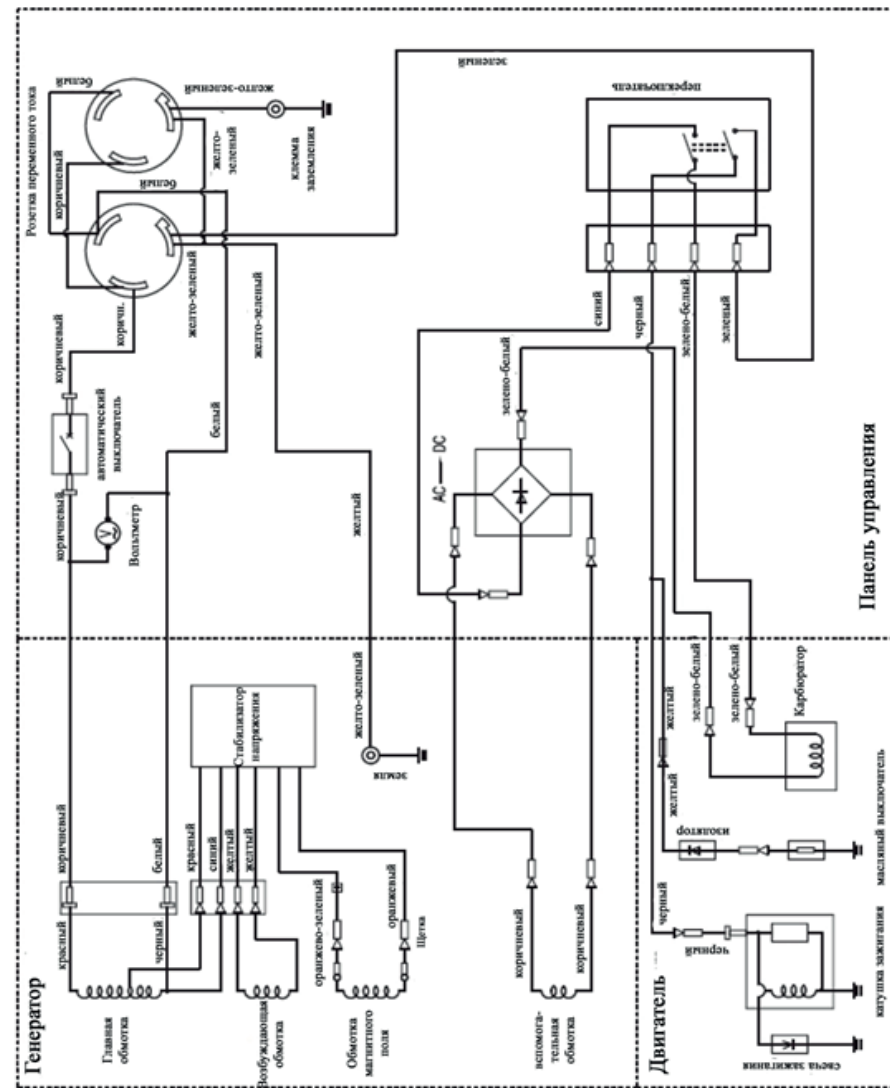 Генератор
Главная
обмотка
Возбуждающая
обмотка
Обмотка
магнитного
поля
вспомога-
тельная
обмотка
красный
черный
коричневый
белый
красный
синий
желтый
желтый
оранжево-зеленый
оранжевый
Щетка
коричневый
коричневый
Стабилизатор
напряжения
желто-зеленый
земля
Двигатель
Свеча зажигания
катушка зажигания
черный
черный
масляный выключатель
изолятор
желтый
желтый
зелено-белый
зелено-белый
Карбюратор
Панель управления
коричневый
Вольтметр
автоматический
выключатель
коричневый
коричн.
Розетка переменного тока
коричневый
белый
белый
желто-зеленый
желто-зеленый
желто-
зеленый
желто-зеленый
клемма
заземления
белый
желтый
зеленый
AC — DC
зелено-белый
синий
черный
зелено-белый
зеленый
переключатель